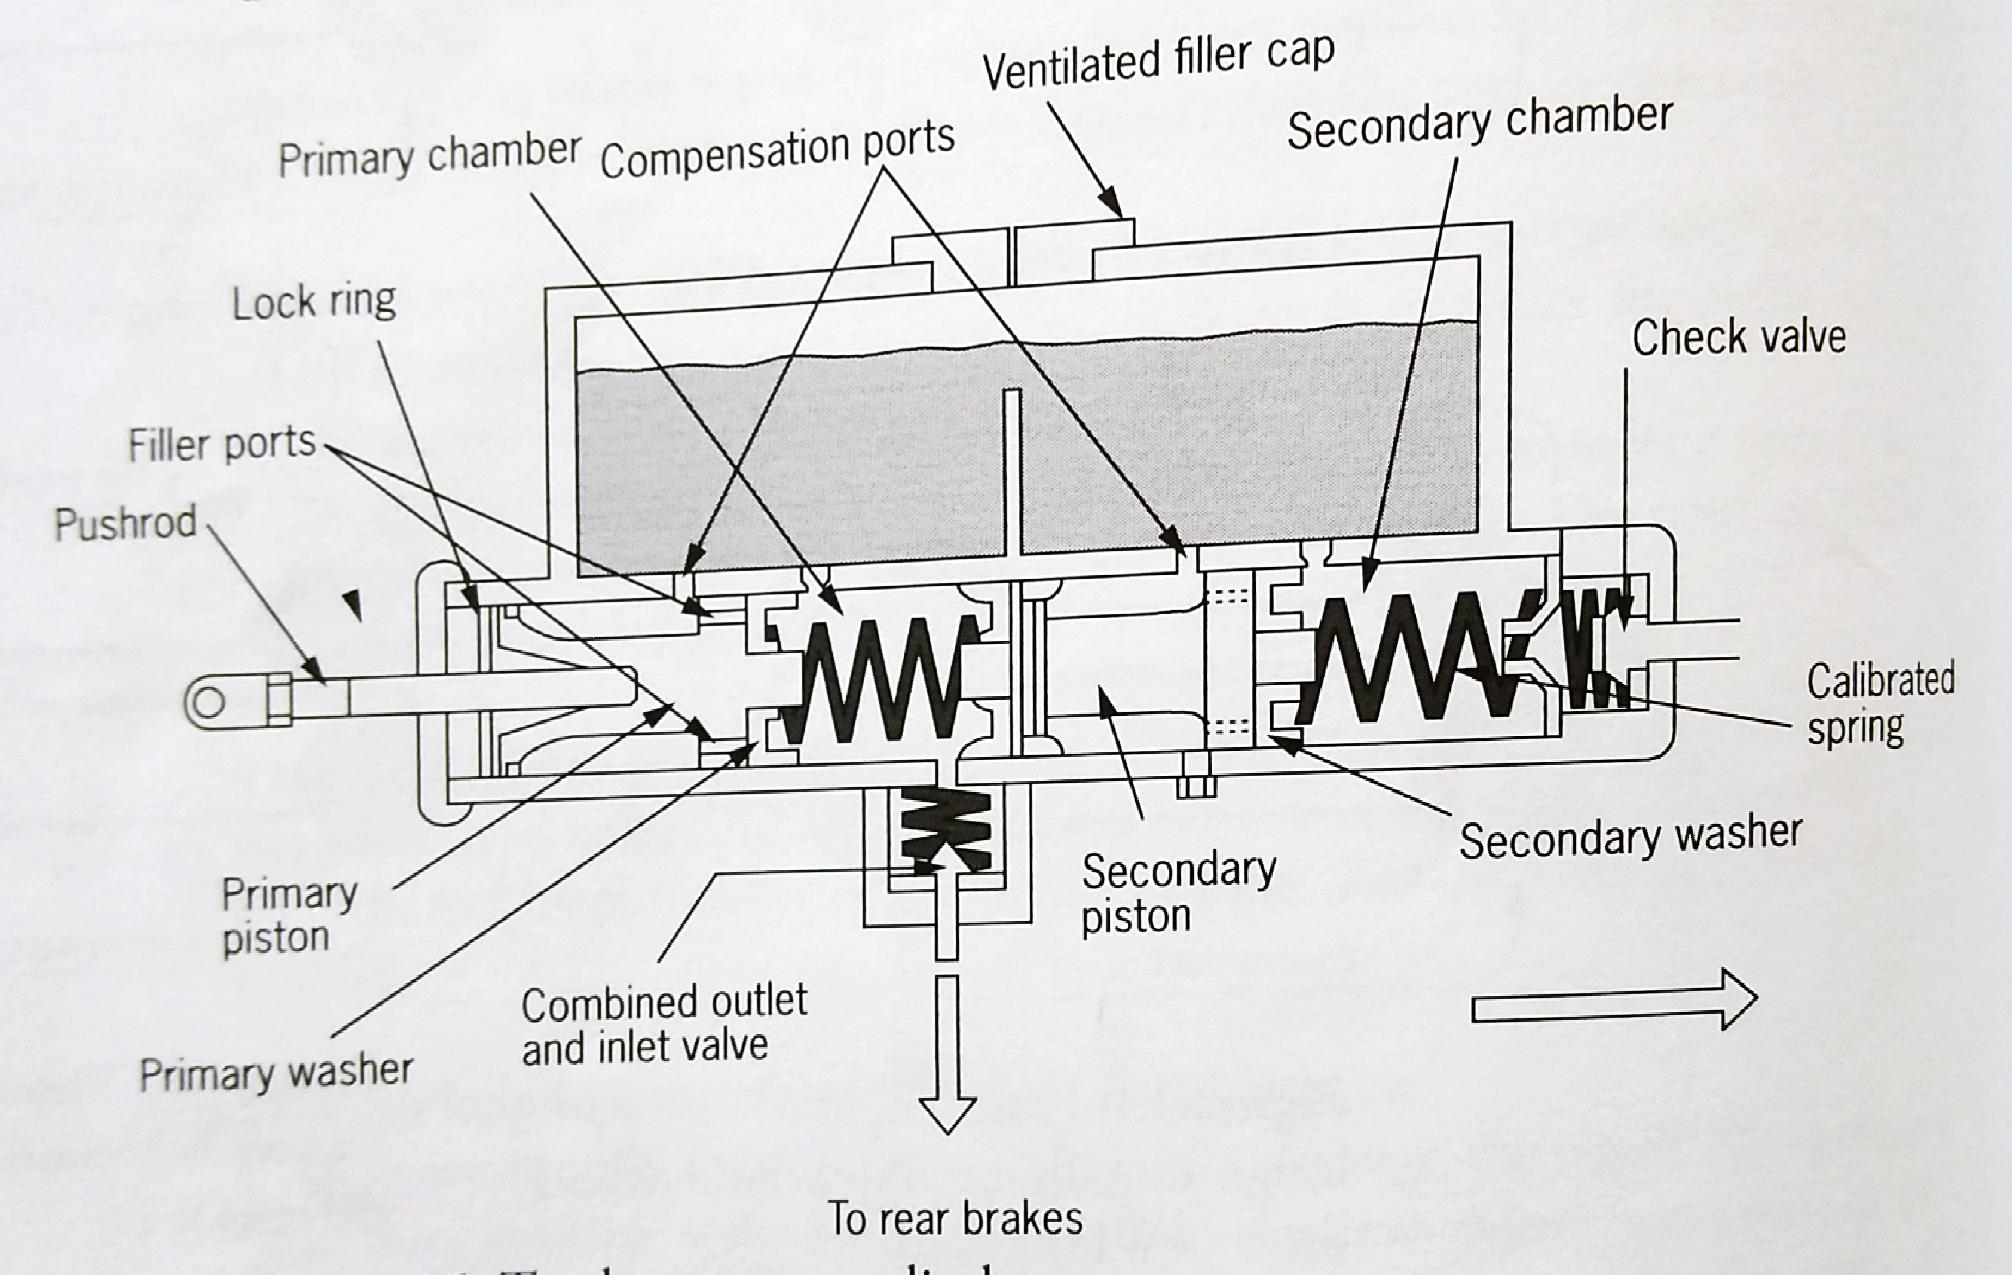 Ventilated filler cap
Secondary chamber
Primary chamber
Compensation ports
Lock ring
Check valve
Filler ports
Pushrod
Calibrated
spring
Secondary washer
Secondary
piston
Primary
piston
Combined outlet
and inlet valve
Primary washer
To rear brakes